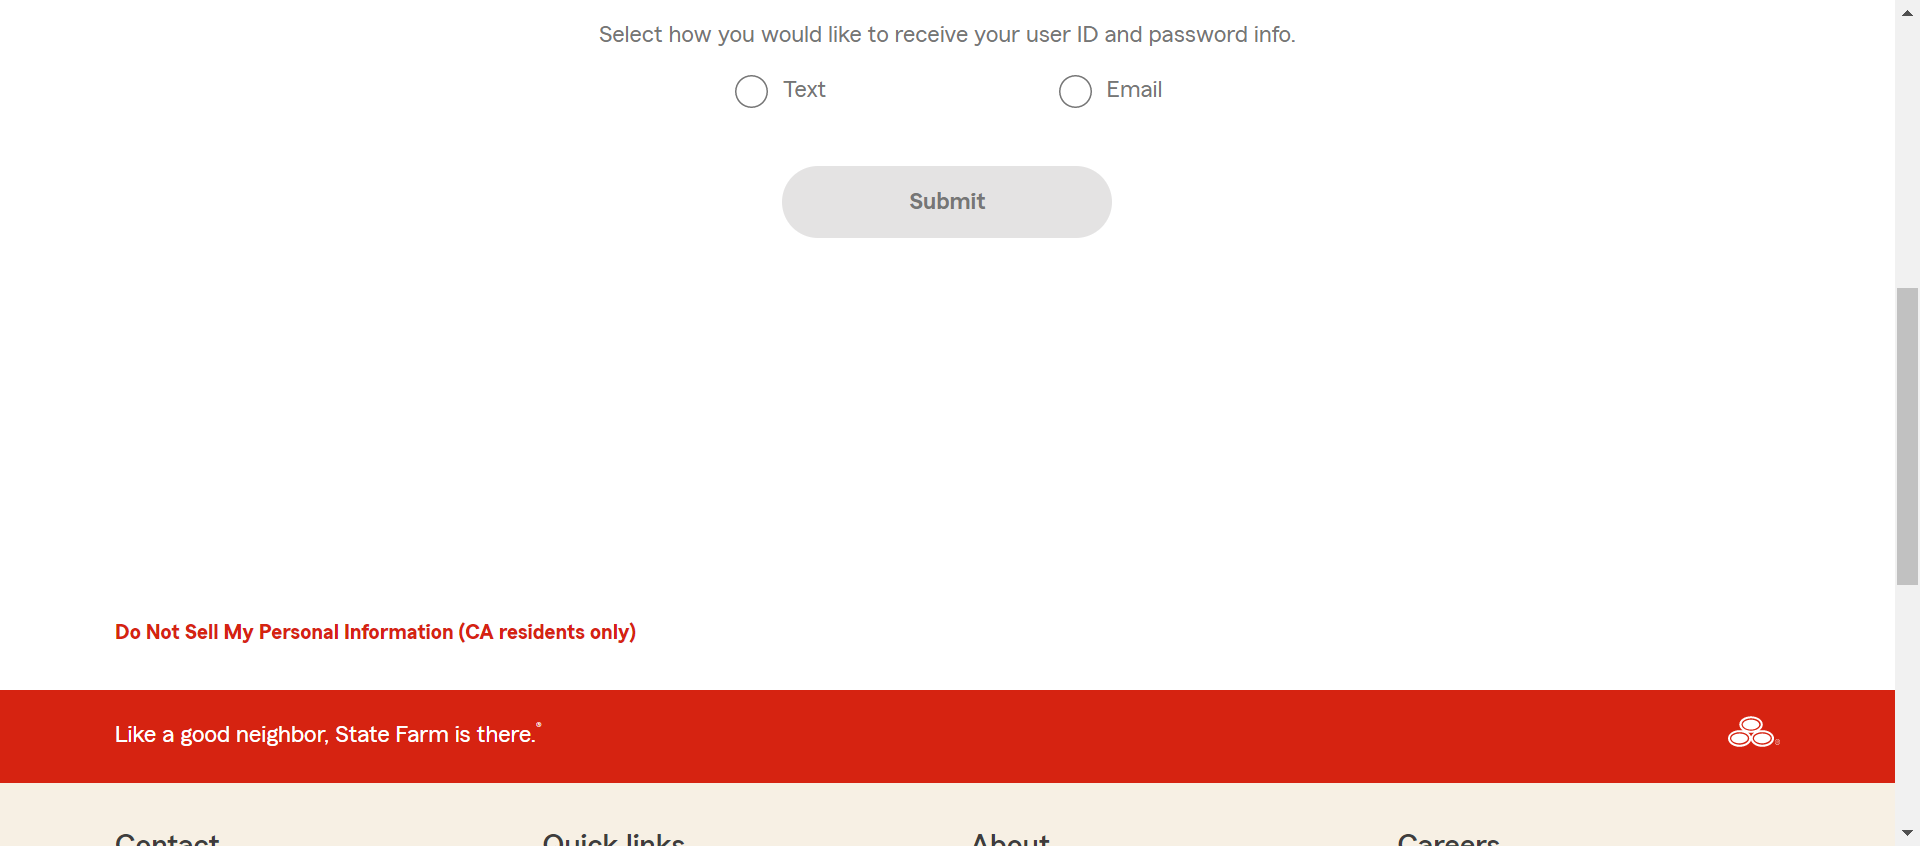 Select how you would like to receive your user ID and password info.
Text
Email
Submit
Do Not Sell My Personal Information (CA residents only)
Like a good neighbor, State Farm is there.®
Contact
Quick links
About
Careers